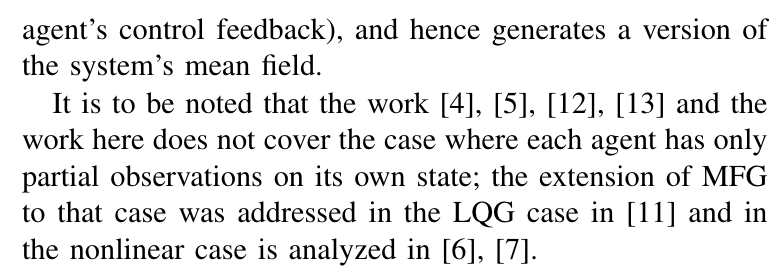 agent's control feedback), and hence generates a version of
the system's mean field.
It is to be noted that the work [4], [5], [12], [13] and the
work here does not cover the case where each agent has only
partial observations on its own state; the extension of MFG
to that case was addressed in the LQG case in [11] and in
the nonlinear case is analyzed in [6], [7].